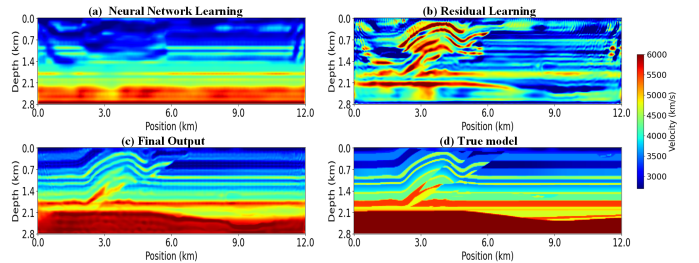 (a) Neural Network Learning
(b) Residual Learning
Depth (km)
0.0
0.7
1.4
2.1
2.8
0.0 3.0 6.0 9.0 12.0
Position (km)
Depth (km)
0.0
0.7
1.4
2.1
2.8
0.0 3.0 6.0 9.0 12.0
Position (km)
(c) Final Output
(d) True model
Depth (km)
0.0
0.7
1.4
2.1
2.8
0.0 3.0 6.0 9.0 12.0
Position (km)
Depth (km)
0.0
0.7
1.4
2.1
2.8
0.0 3.0 6.0 9.0 12.0
Position (km)
6000
5500
5000
4500
4000
3500
3000
Velocity (km/s)